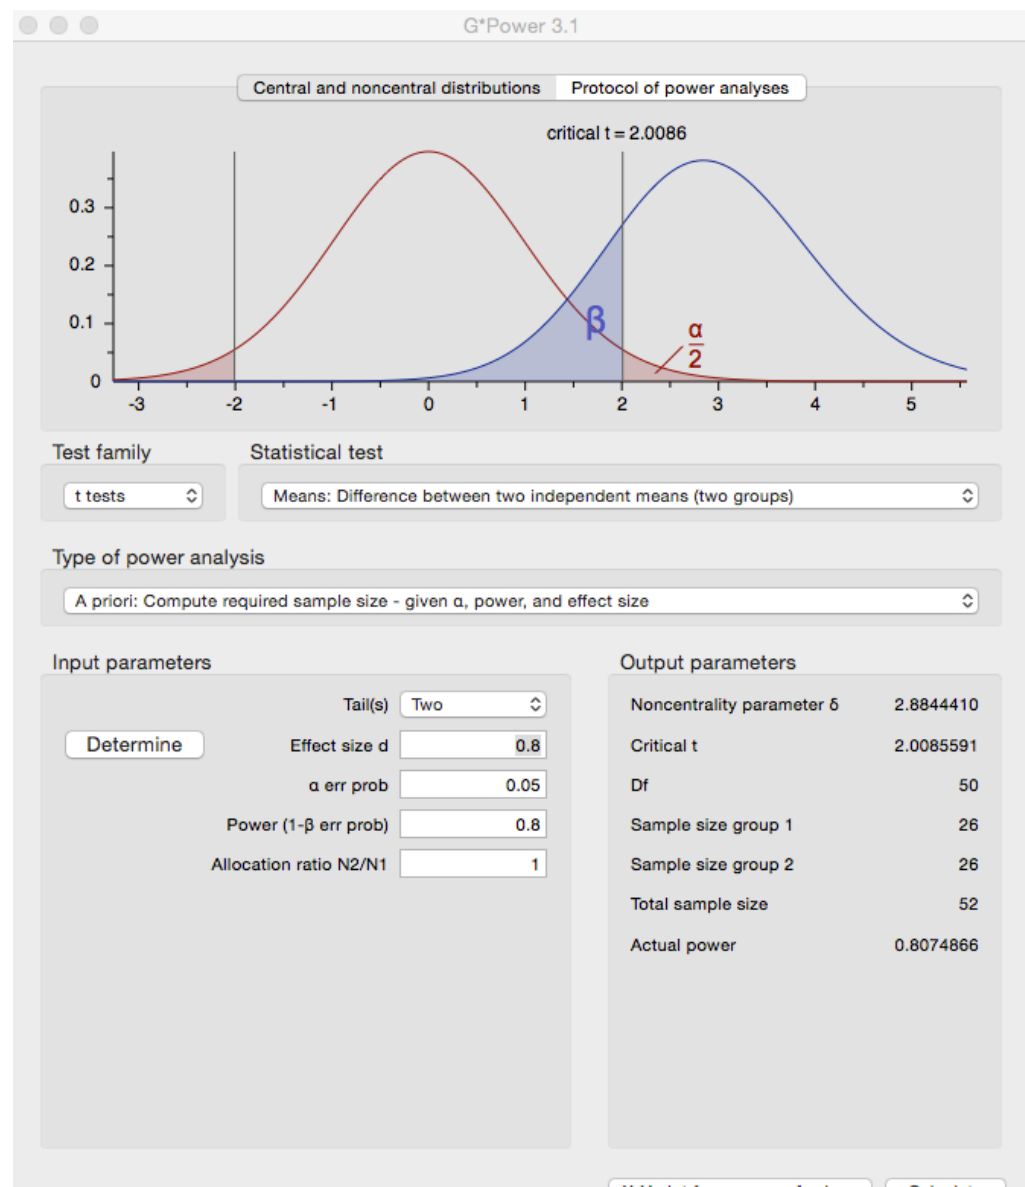 G*Power 3.1
Central and noncentral distributions
Protocol of power analyses
critical t = 2.0086
0.3
0.2
0.1
0
β
α
2
-3 -2 -1 0 1 2 3 4 5
Test family
Statistical test
t tests
Means: Difference between two independent means (two groups)
Type of power analysis
A priori: Compute required sample size - given α, power, and effect size
Input parameters
Tail(s) Two
Determine
Effect size d 0.8
α err prob 0.05
Power (1-β err prob) 0.8
Allocation ratio N2/N1 1
Output parameters
Noncentrality parameter δ 2.8844410
Critical t 2.0085591
Df 50
Sample size group 1 26
Sample size group 2 26
Total sample size 52
Actual power 0.8074866